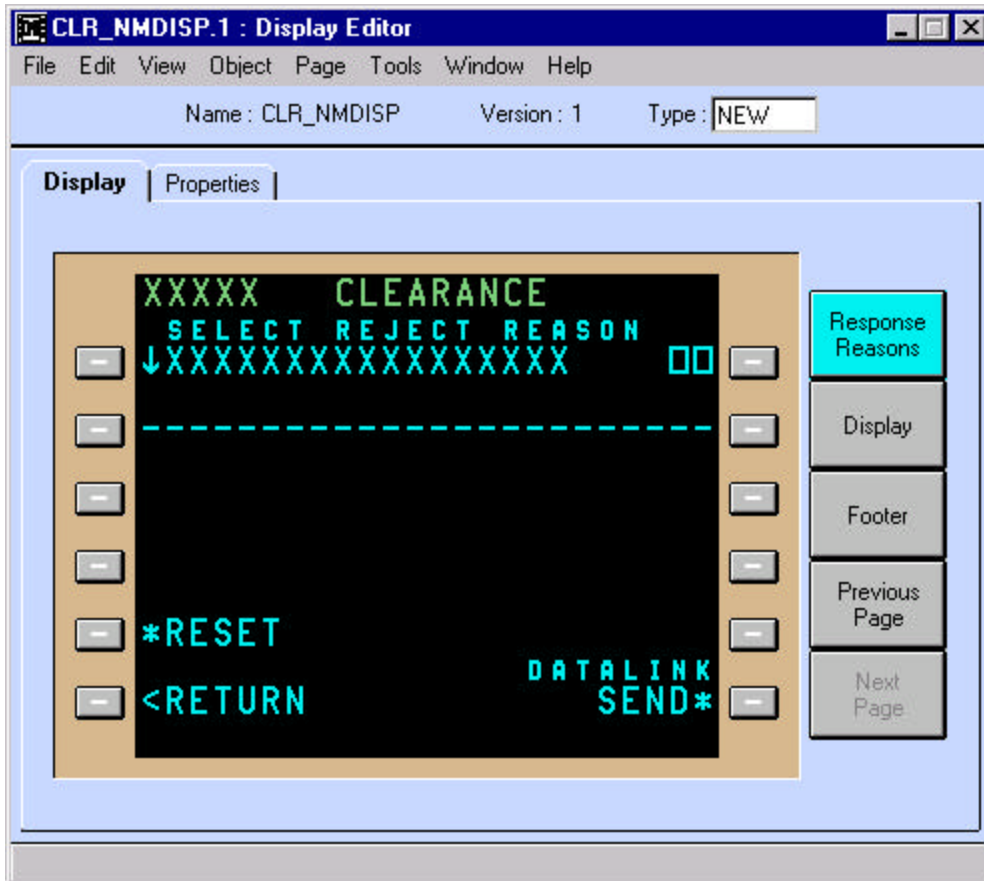 CLR_NMDISP.1 : Display Editor
File Edit View Object Page Tools Window Help
Name : CLR_NMDISP Version : 1 Type : NEW
Display Properties
XXXXX CLEARANCE
SELECT REJECT REASON
↓XXXXXXXXXXXXXXXXXX □□
------------------------
*RESET
DATALINK
<RETURN SEND*
Response
Reasons
Display
Footer
Previous
Page
Next
Page